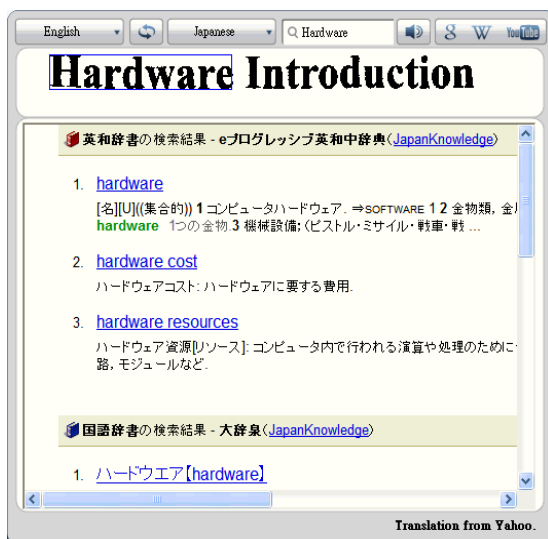 English Japanese Hardware g W YouTube
Hardware Introduction
英和辞書の検索結果 - eプログレッシブ英和中辞典(JapanKnowledge)
1. hardware
[名][U]((集合的)) 1 コンピュータハードウェア. ⇒SOFTWARE 1 2 金物類, 金
hardware 1つの金物.3 機械設備; (ピストル・ミサイル・戦車・戦 ...
2. hardware cost
ハードウェアコスト: ハードウェアに要する費用.
3. hardware resources
ハードウェア資源[リソース]: コンピュータ内で行われる演算や処理のために
路, モジュールなど.
国語辞書の検索結果 - 大辞泉(JapanKnowledge)
1. ハードウエア【hardware】
Translation from Yahoo.